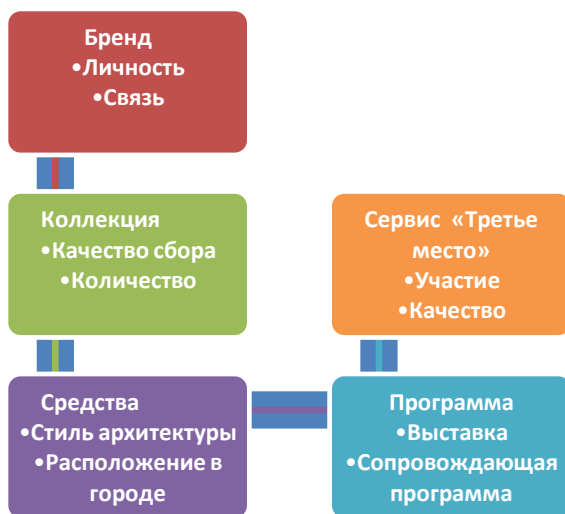 Бренд
•Личность
•Связь
Коллекция
•Качество сбора
•Количество
Средства
•Стиль архитектуры
•Расположение в
городе
Программа
•Выставка
•Сопровождающая
программа
Сервис «Третье
место»
•Участие
•Качество